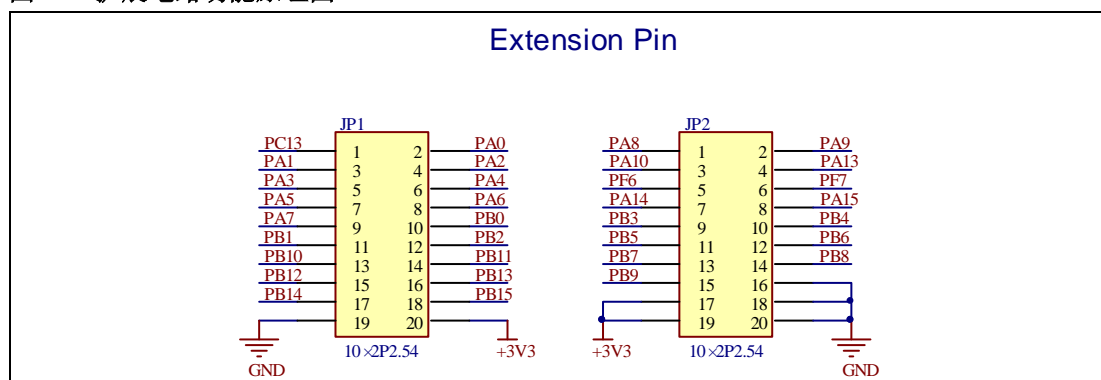 Extension Pin
JP1
PC13 1 2 PA0
PA1 3 4 PA2
PA3 5 6 PA4
PA5 7 8 PA6
PA7 9 10 PB0
PB1 11 12 PB2
PB10 13 14 PB11
PB12 15 16 PB13
PB14 17 18 PB15
19 20
GND 10×2P2.54 +3V3
JP2
PA8 1 2 PA9
PA10 3 4 PA13
PF6 5 6 PF7
PA14 7 8 PA15
PB3 9 10 PB4
PB5 11 12 PB6
PB7 13 14 PB8
PB9 15 16
17 18
19 20
+3V3 10×2P2.54 GND